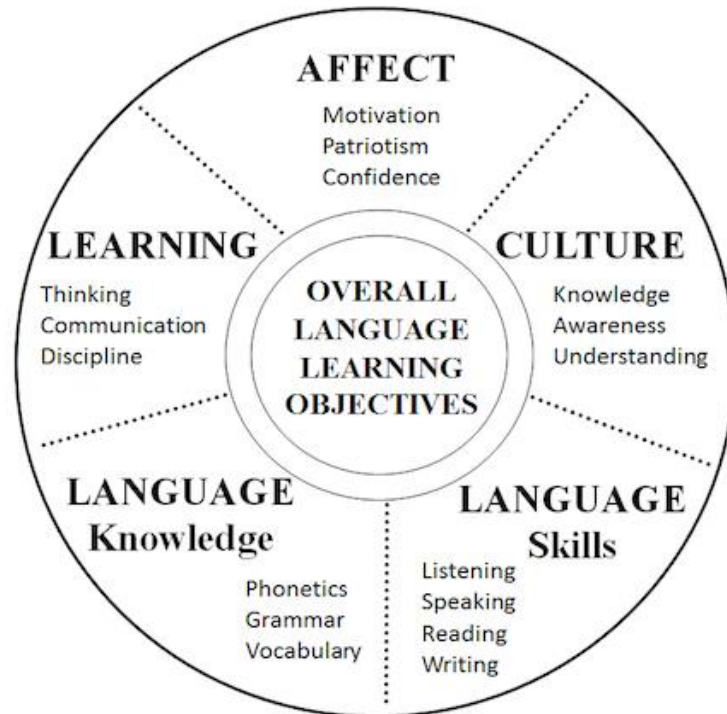 AFFECT
Motivation
Patriotism
Confidence
LEARNING
Thinking
Communication
Discipline
CULTURE
Knowledge
Awareness
Understanding
OVERALL
LANGUAGE
LEARNING
OBJECTIVES
LANGUAGE
Knowledge
Phonetics
Grammar
Vocabulary
LANGUAGE
Skills
Listening
Speaking
Reading
Writing